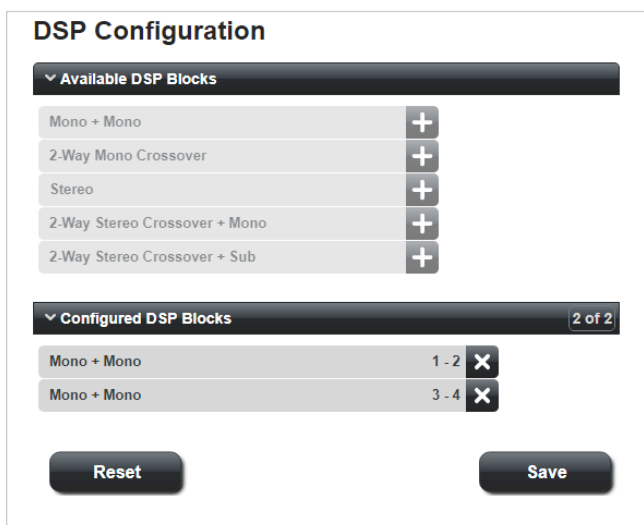 DSP Configuration
Available DSP Blocks
Mono + Mono
2-Way Mono Crossover
Stereo
2-Way Stereo Crossover + Mono
2-Way Stereo Crossover + Sub
Configured DSP Blocks 2 of 2
Mono + Mono 1 - 2
Mono + Mono 3 - 4
Reset Save